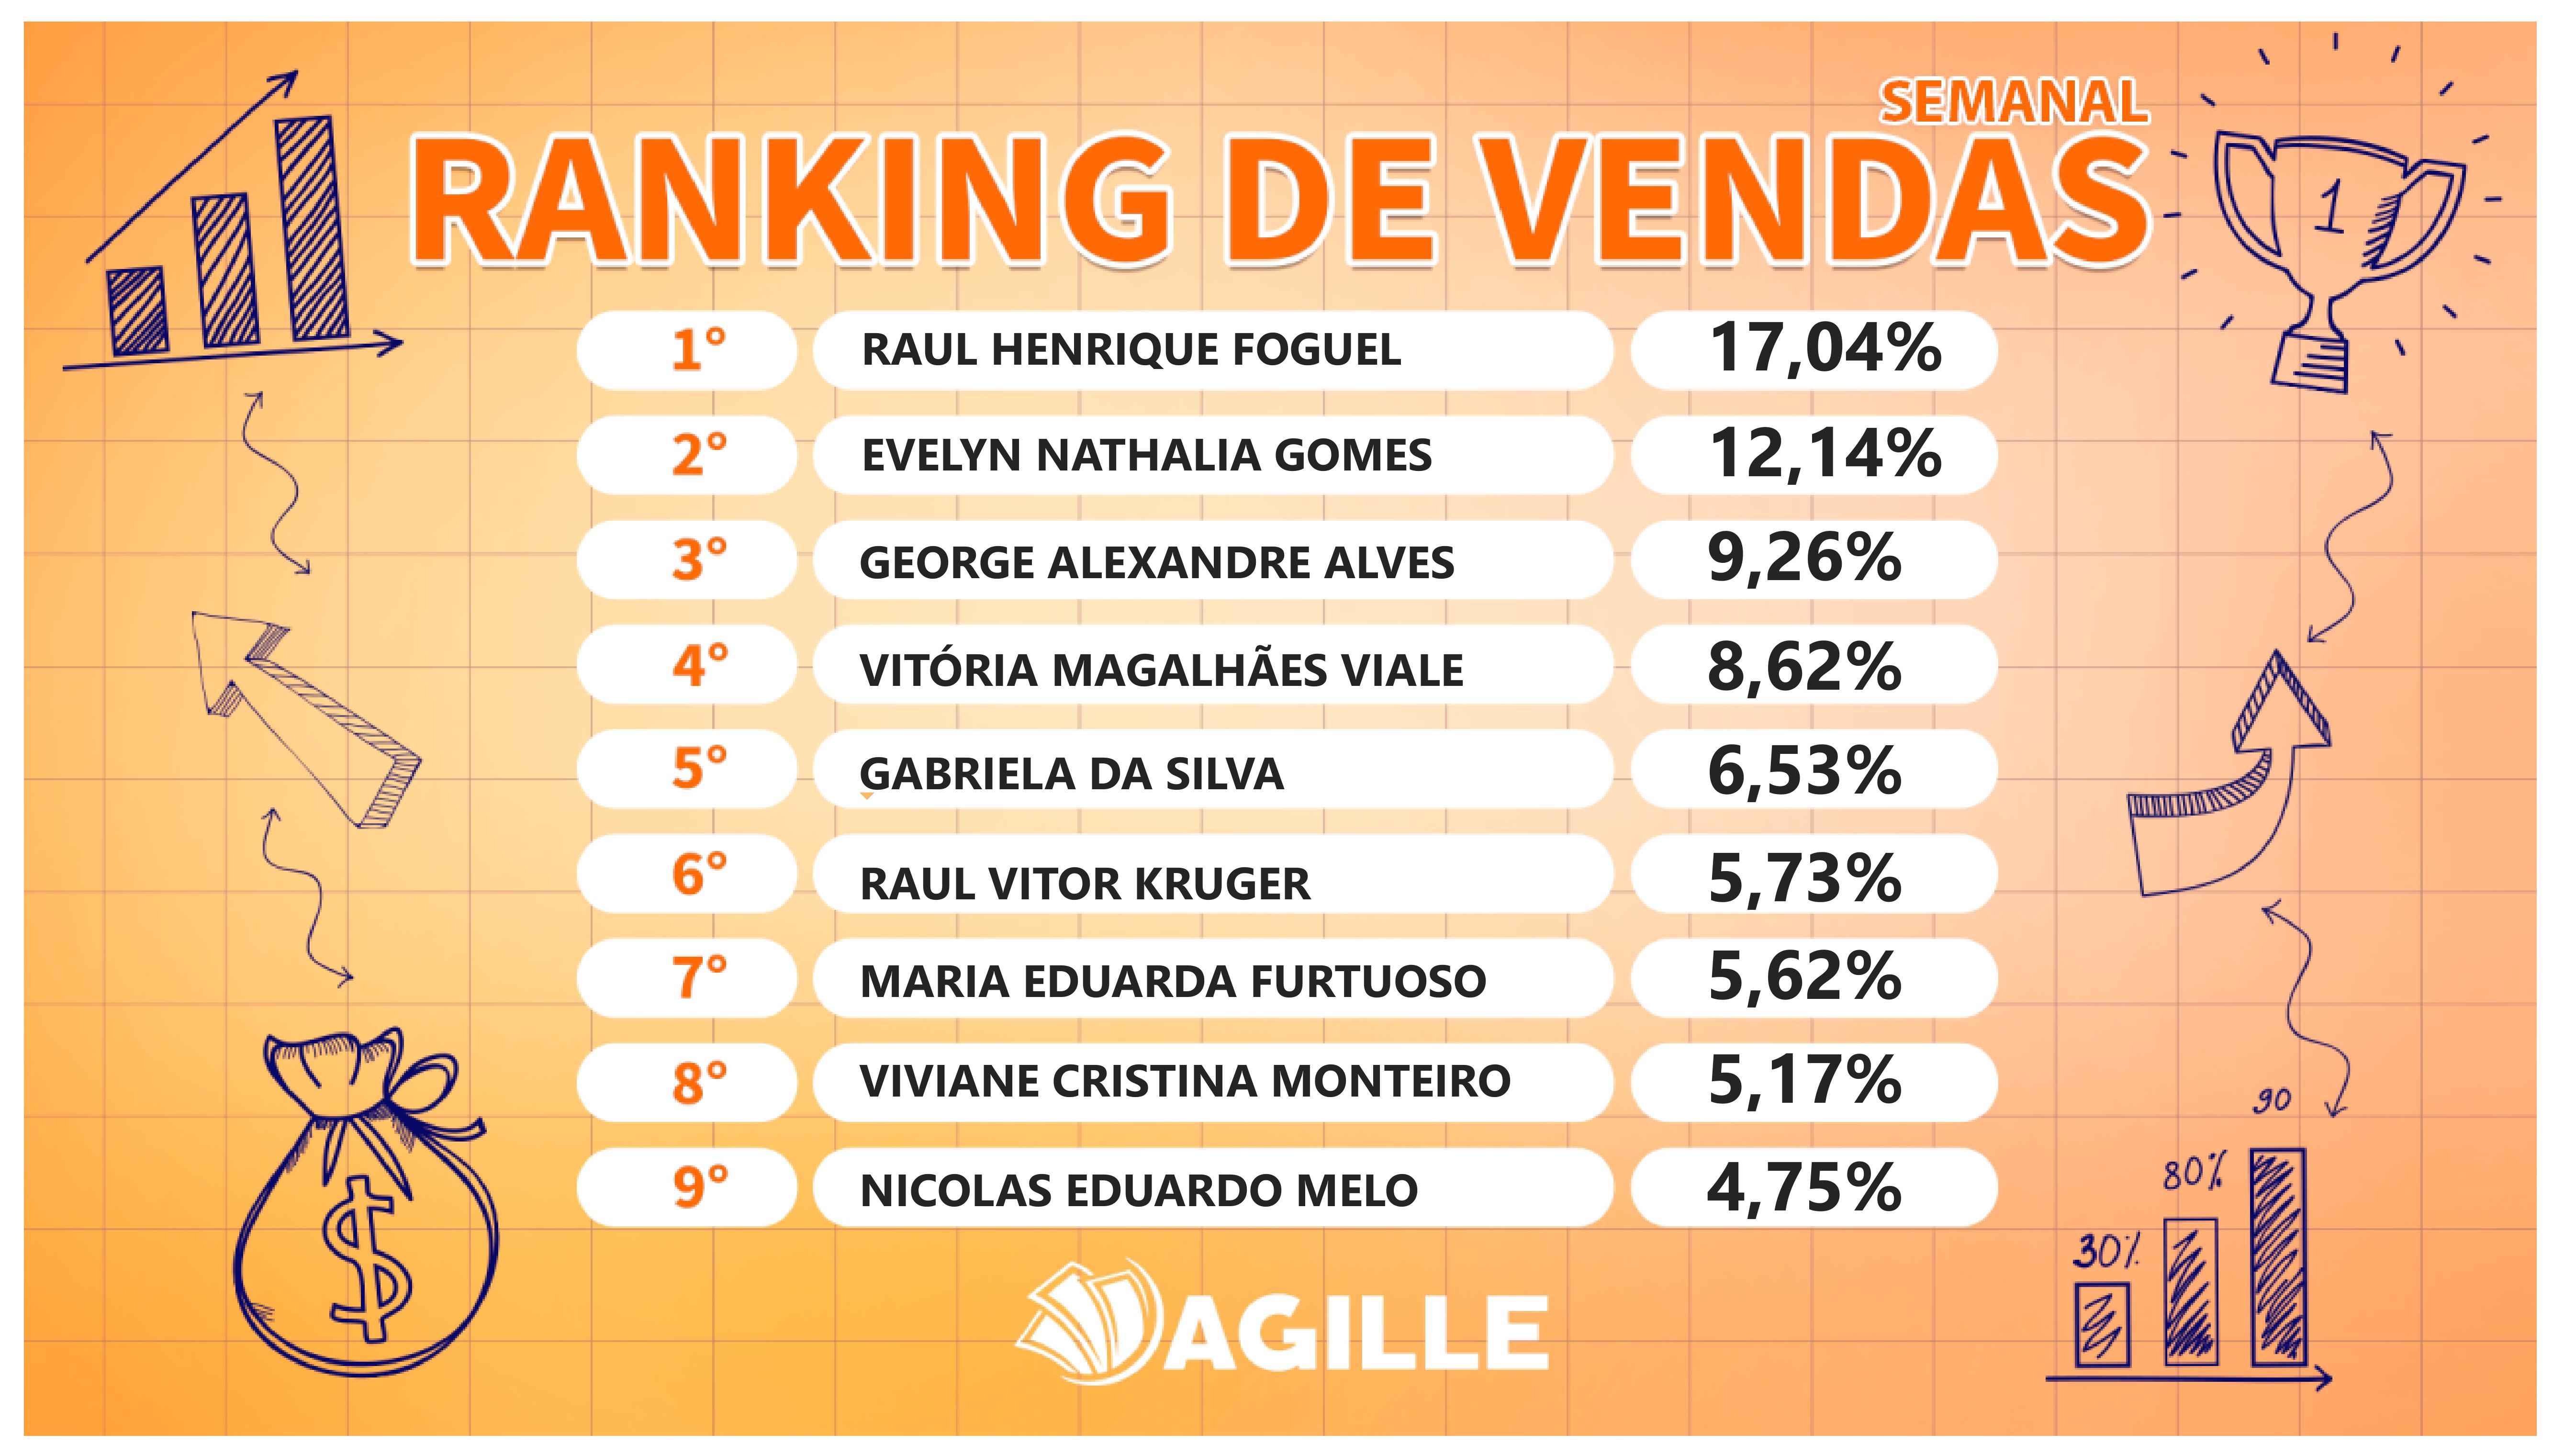 SEMANAL
RANKING DE VENDAS
1
1° RAUL HENRIQUE FOGUEL 17,04%
2° EVELYN NATHALIA GOMES 12,14%
3° GEORGE ALEXANDRE ALVES 9,26%
4° VITÓRIA MAGALHÃES VIALE 8,62%
5° GABRIELA DA SILVA 6,53%
6° RAUL VITOR KRUGER 5,73%
7° MARIA EDUARDA FURTUOSO 5,62%
8° VIVIANE CRISTINA MONTEIRO 5,17%
9° NICOLAS EDUARDO MELO 4,75%
$
30%
80%
90
AGILLE